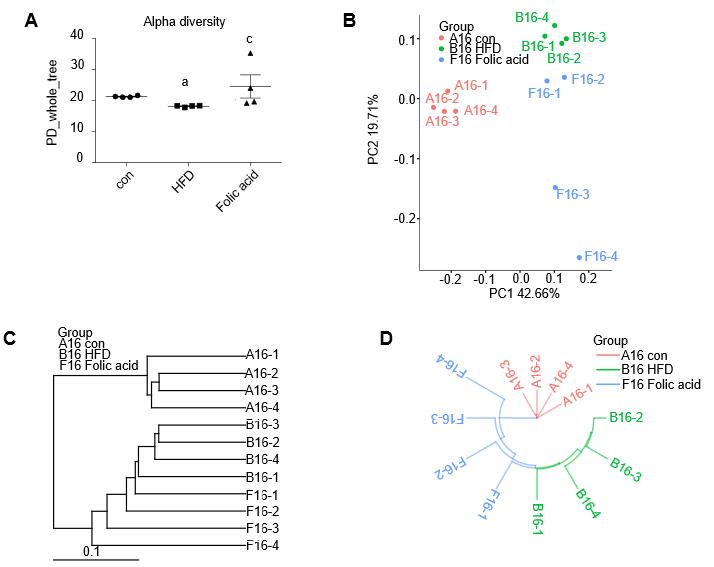 A
Alpha diversity
PD_whole_tree
40
30
20
10
0
a
c
con
HFD
Folic acid
B
Group
A16 con
B16 HFD
F16 Folic acid
PC2 19.71%
0.1
0.0
-0.1
-0.2
B16-4
B16-3
B16-1
B16-2
F16-2
F16-1
A16-1
A16-2
A16-4
A16-3
F16-3
F16-4
-0.2
-0.1
0.0
0.1
0.2
PC1 42.66%
C
Group
A16 con
B16 HFD
F16 Folic acid
A16-1
A16-2
A16-3
A16-4
B16-3
B16-2
B16-4
B16-1
F16-1
F16-2
F16-3
F16-4
0.1
D
Group
A16 con
B16 HFD
F16 Folic acid
F16-4
A16-3
A16-2
A16-4
A16-1
F16-3
B16-2
F16-2
B16-3
F16-1
B16-1
B16-4